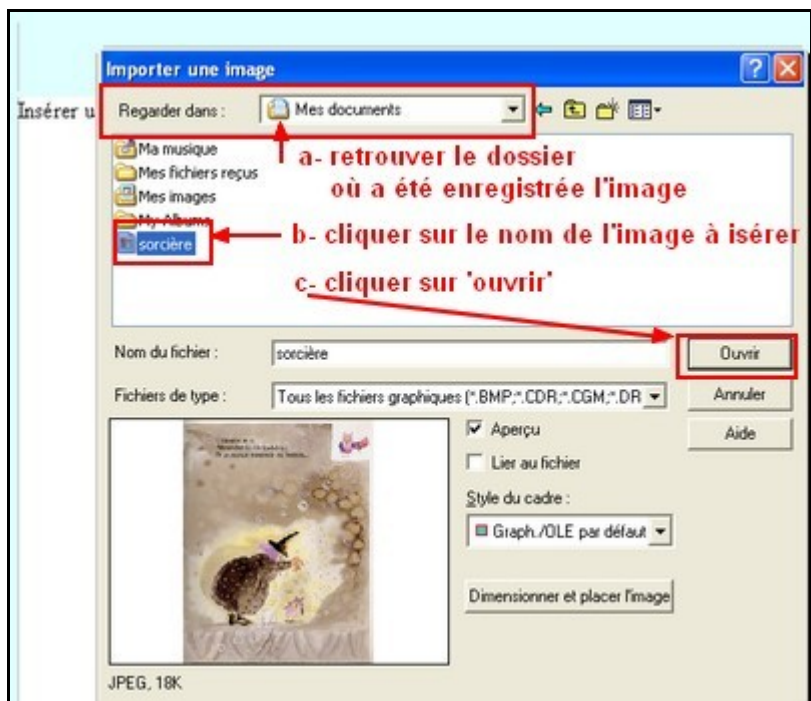 Importer une image
Insérer u
Regarder dans :
Mes documents
Ma musique
Mes fichiers reçus
Mes images
My Albums
sorcière
a- retrouver le dossier
où a été enregistrée l'image
b- cliquer sur le nom de l'image à isérer
c- cliquer sur 'ouvrir'
Nom du fichier :
sorcière
Ouvrir
Fichiers de type :
Tous les fichiers graphiques (*.BMP;*.CDR;*.CGM;*.DR
Annuler
Aperçu
Aide
Lier au fichier
Style du cadre :
Graph./OLE par défaut
Dimensionner et placer l'image
JPEG, 18K